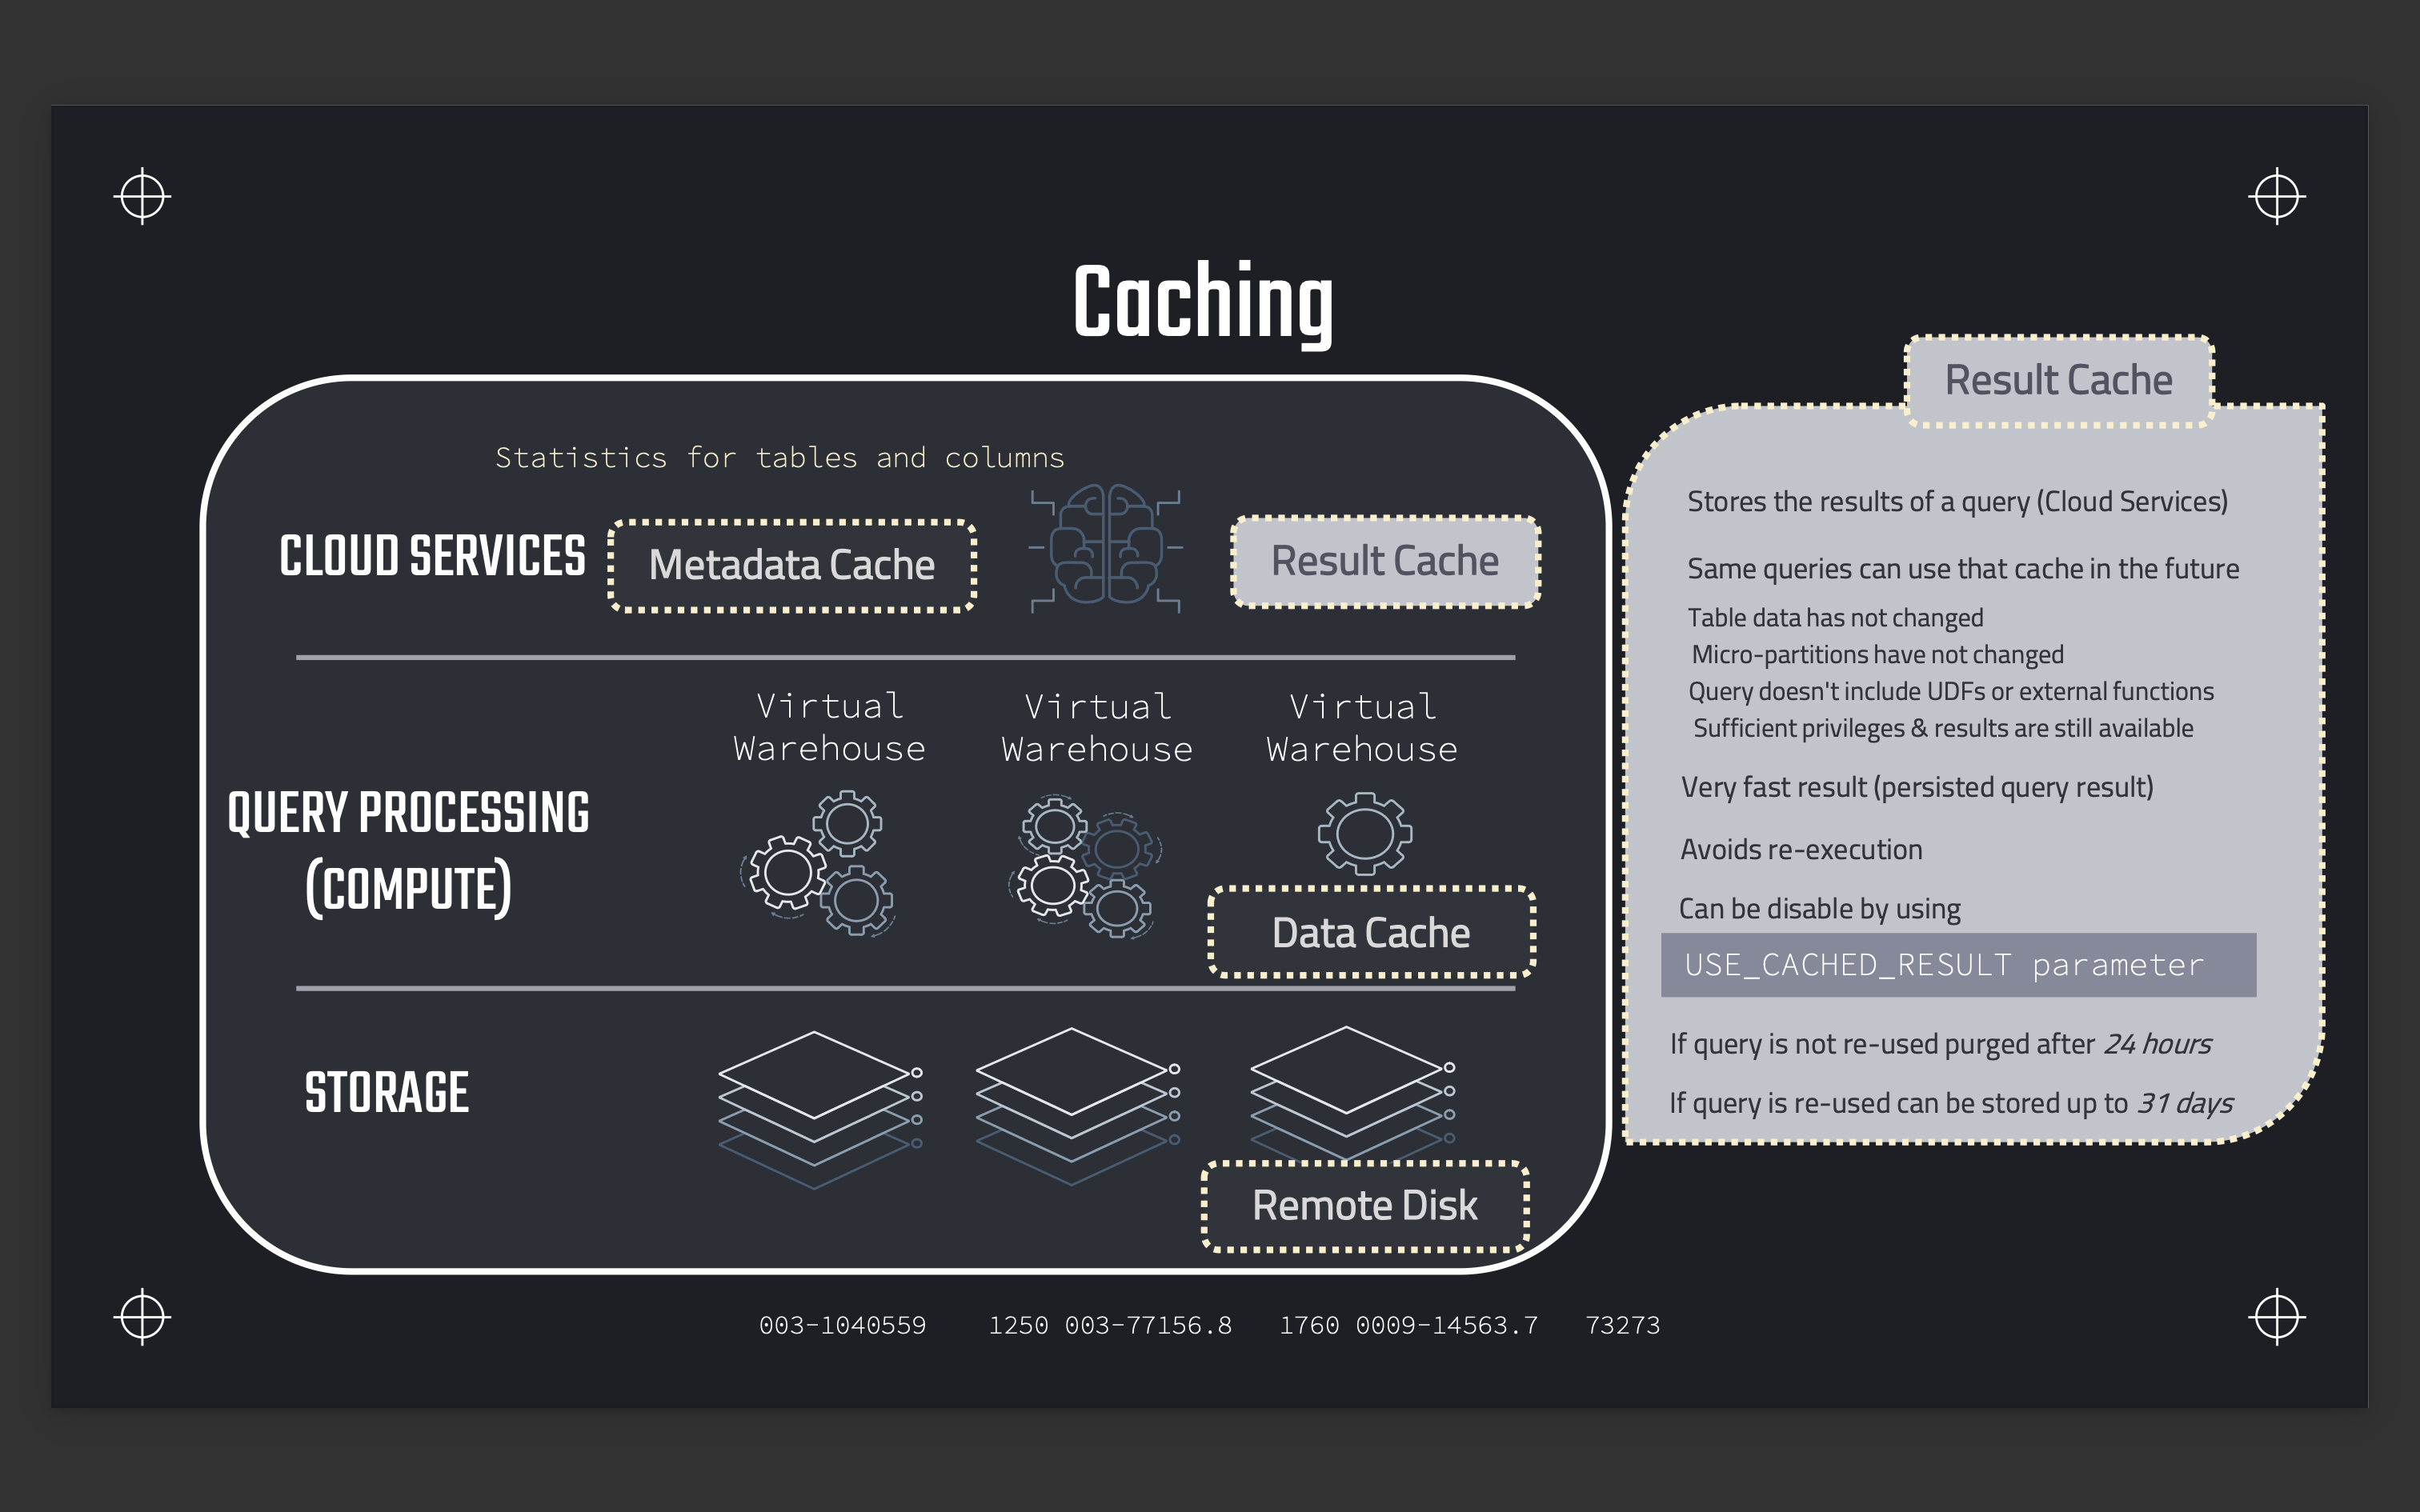 Caching
Statistics for tables and columns
CLOUD SERVICES
Metadata Cache
Result Cache
Virtual
Warehouse
Virtual
Warehouse
Virtual
Warehouse
QUERY PROCESSING
(COMPUTE)
Data Cache
STORAGE
Remote Disk
Result Cache
Stores the results of a query (Cloud Services)
Same queries can use that cache in the future
Table data has not changed
Micro-partitions have not changed
Query doesn't include UDFs or external functions
Sufficient privileges & results are still available
Very fast result (persisted query result)
Avoids re-execution
Can be disable by using
USE_CACHED_RESULT parameter
If query is not re-used purged after 24 hours
If query is re-used can be stored up to 31 days
003-1040559 1250 003-77156.8 1760 0009-14563.7 73273